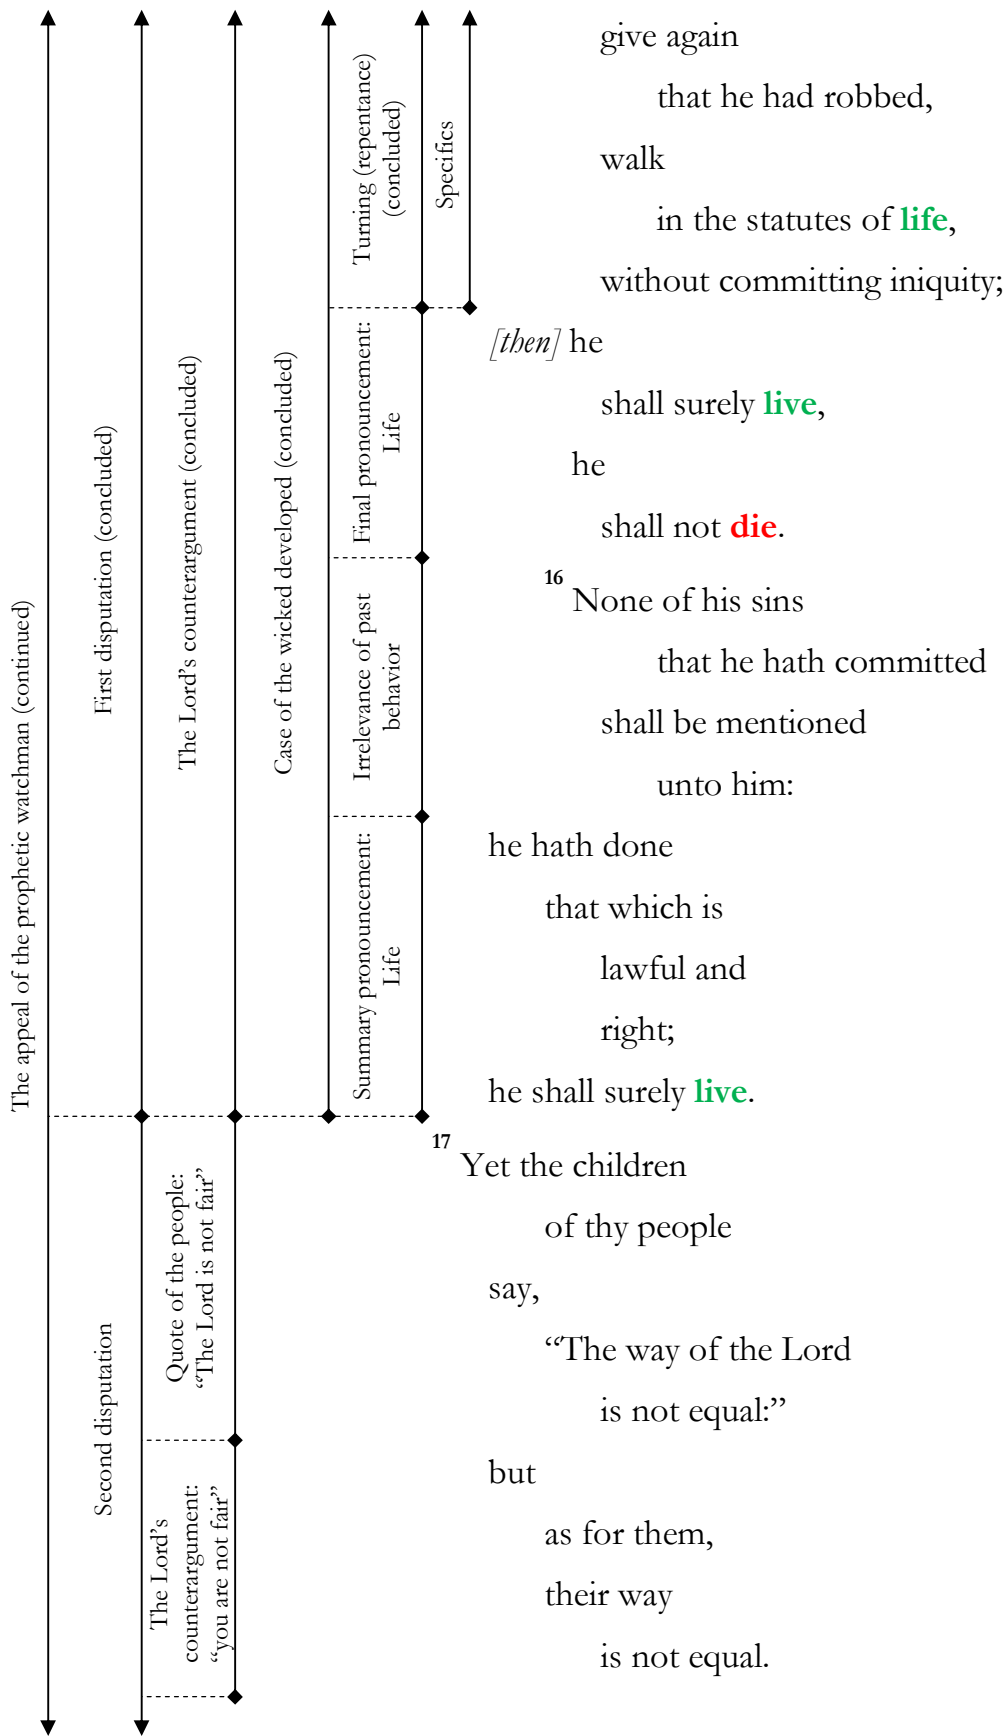 The appeal of the prophetic watchman (continued)
First disputation (concluded)
The Lord’s counterargument (concluded)
Case of the wicked developed (concluded)
Turning (repentance)
(concluded)
Specifics
Final pronouncement:
Life
Irrelevance of past
behavior
Summary pronouncement:
Life
Second disputation
Quote of the people:
“The Lord is not fair”
The Lord’s
counterargument:
“you are not fair”
give again
that he had robbed,
walk
in the statutes of life,
without committing iniquity;
[then] he
shall surely live,
he
shall not die.
16 None of his sins
that he hath committed
shall be mentioned
unto him:
he hath done
that which is
lawful and
right;
he shall surely live.
17 Yet the children
of thy people
say,
“The way of the Lord
is not equal:”
but
as for them,
their way
is not equal.